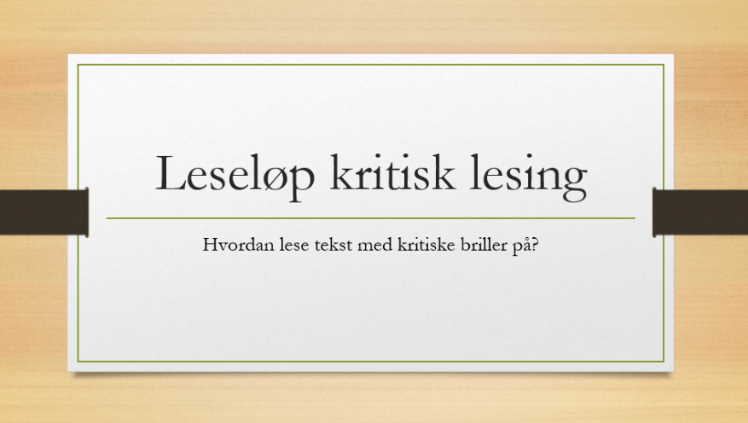 Leseløp kritisk lesing
Hvordan lese tekst med kritiske briller på?